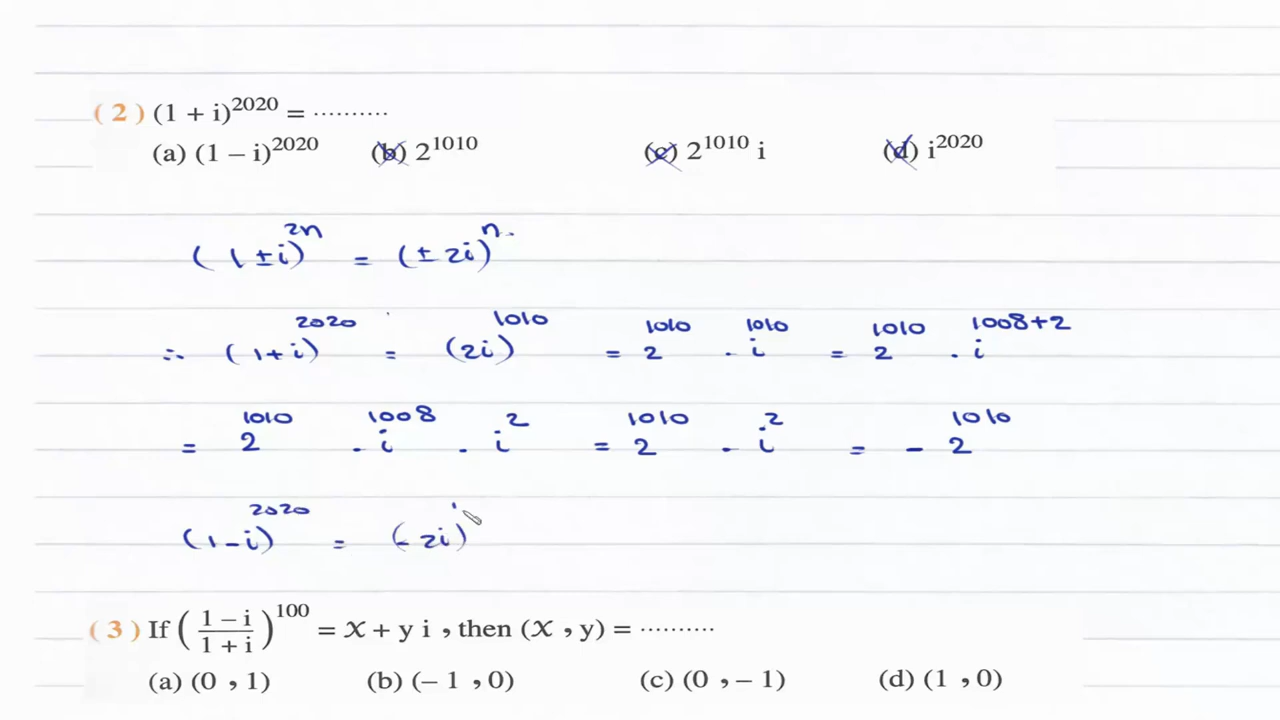 ( 2 ) (1 + i)^2020 = ··········
(a) (1 – i)^2020 (b) 2^1010 (c) 2^1010 i (d) i^2020
(1 ± i)^2n = (± 2i)^n.
∴ (1 + i)^2020 = (2i)^1010 = 2^1010 · i^1010 = 2^1010 · i^1008+2
= 2^1010 · i^1008 · i^2 = 2^1010 · i^2 = - 2^1010
(1 - i)^2020 = (- 2i)
( 3 ) If ( 1 – i / 1 + i )^100 = X + y i , then (X , y) = ··········
(a) (0 , 1) (b) (– 1 , 0) (c) (0 , – 1) (d) (1 , 0)